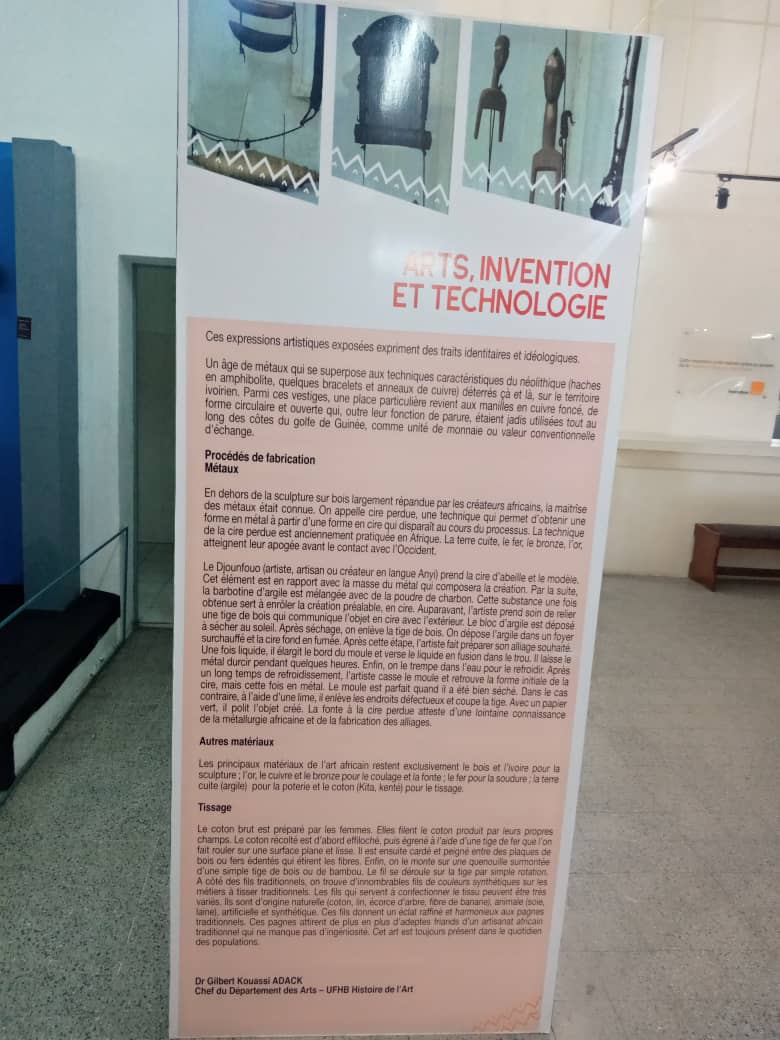 ARTS, INVENTION
ET TECHNOLOGIE
Ces expressions artistiques exposées expriment des traits identitaires et idéologiques.
Un âge de métaux qui se superpose aux techniques caractéristiques du néolithique (haches
en amphibolite, quelques bracelets et anneaux de cuivre) déterrés çà et là, sur le territoire
ivoirien. Parmi ces vestiges, une place particulière revient aux manilles en cuivre foncé, de
forme circulaire et ouverte qui, outre leur fonction de parure, étaient jadis utilisées tout au
long des côtes du golfe de Guinée, comme unité de monnaie ou valeur conventionnelle
d'échange.
Procédés de fabrication
Métaux
En dehors de la sculpture sur bois largement répandue par les créateurs africains, la maitrise
des métaux était connue. On appelle cire perdue, une technique qui permet d'obtenir une
forme en métal à partir d'une forme en cire qui disparaît au cours du processus. La technique
de la cire perdue est anciennement pratiquée en Afrique. La terre cuite, le fer, le bronze, l'or,
atteignent leur apogée avant le contact avec l'Occident.
Le Djounfouo (artiste, artisan ou créateur en langue Anyi) prend la cire d'abeille et le modèle.
Cet élément est en rapport avec la masse du métal qui composera la création. Par la suite,
la barbotine d'argile est mélangée avec de la poudre de charbon. Cette substance une fois
obtenue sert à enrôler la création préalable, en cire. Auparavant, l'artiste prend soin de relier
une tige de bois qui communique l'objet en cire avec l'extérieur. Le bloc d'argile est déposé
à sécher au soleil. Après séchage, on enlève la tige de bois. On dépose l'argile dans un foyer
surchauffé et la cire fond en fumée. Après cette étape, l'artiste fait préparer son alliage souhaité.
Une fois liquide, il élargit le bord du moule et verse le liquide en fusion dans le trou. Il laisse le
métal durcir pendant quelques heures. Enfin, on le trempe dans l'eau pour le refroidir. Après
un long temps de refroidissement, l'artiste casse le moule et retrouve la forme initiale de la
cire, mais cette fois en métal. Le moule est parfait quand il a été bien séché. Dans le cas
contraire, à l'aide d'une lime, il enlève les endroits défectueux et coupe la tige. Avec un papier
vert, il polit l'objet créé. La fonte à la cire perdue atteste d'une lointaine connaissance
de la métallurgie africaine et de la fabrication des alliages.
Autres matériaux
Les principaux matériaux de l'art africain restent exclusivement le bois et l'ivoire pour la
sculpture ; l'or, le cuivre et le bronze pour le coulage et la fonte ; le fer pour la soudure ; la terre
cuite (argile) pour la poterie et le coton (Kita, kenté) pour le tissage.
Tissage
Le coton brut est préparé par les femmes. Elles filent le coton produit par leurs propres
champs. Le coton récolté est d'abord effiloché, puis égrené à l'aide d'une tige de fer que l'on
fait rouler sur une surface plane et lisse. Il est ensuite cardé et peigné entre des plaques de
bois ou fers édentés qui étirent les fibres. Enfin, on le monte sur une quenouille surmontée
d'une simple tige de bois ou de bambou. Le fil se déroule sur la tige par simple rotation.
A côté des fils traditionnels, on trouve d'innombrables fils de couleurs synthétiques sur les
métiers à tisser traditionnels. Les fils qui servent à confectionner le tissu peuvent être très
variés. Ils sont d'origine naturelle (coton, lin, écorce d'arbre, fibre de banane), animale (soie,
laine), artificielle et synthétique. Ces fils donnent un éclat raffiné et harmonieux aux pagnes
traditionnels. Ces pagnes attirent de plus en plus d'adeptes friands d'un artisanat africain
traditionnel qui ne manque pas d'ingéniosité. Cet art est toujours présent dans le quotidien
des populations.
Dr Gilbert Kouassi ADACK
Chef du Département des Arts – UFHB Histoire de l'Art